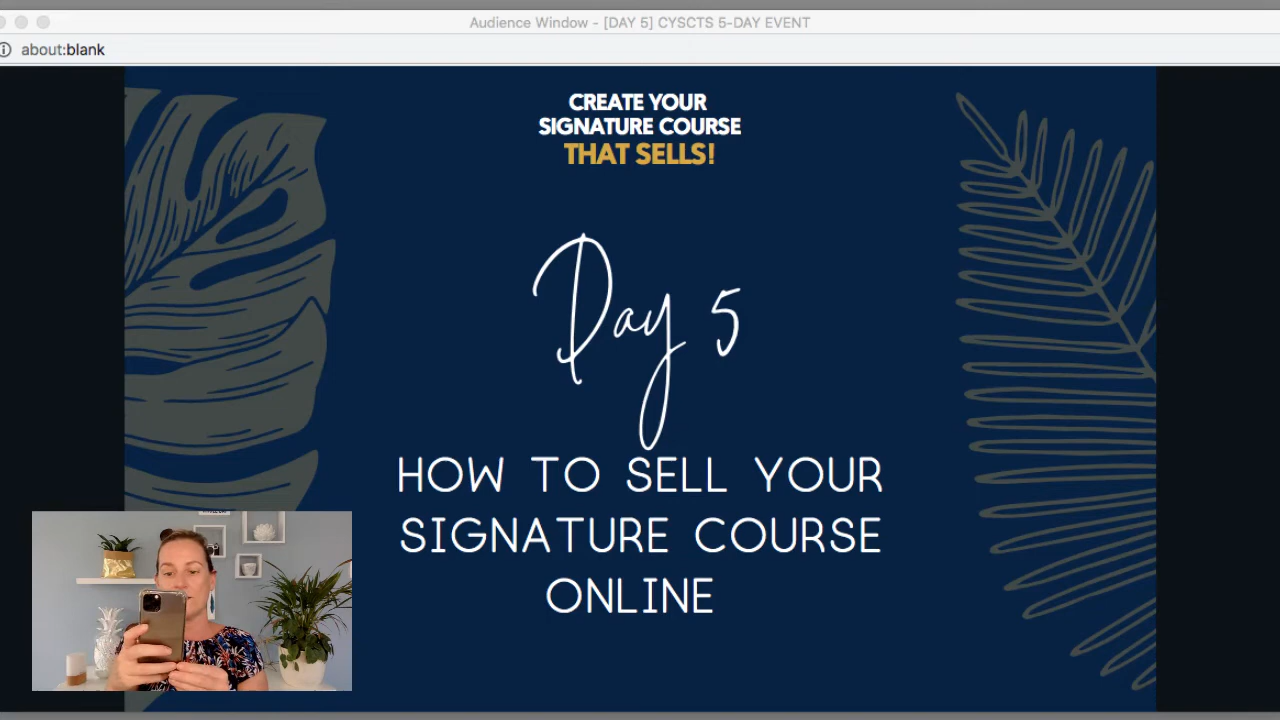 Audience Window - [DAY 5] CYSCTS 5-DAY EVENT
about:blank
CREATE YOUR
SIGNATURE COURSE
THAT SELLS!
Day 5
HOW TO SELL YOUR
SIGNATURE COURSE
ONLINE